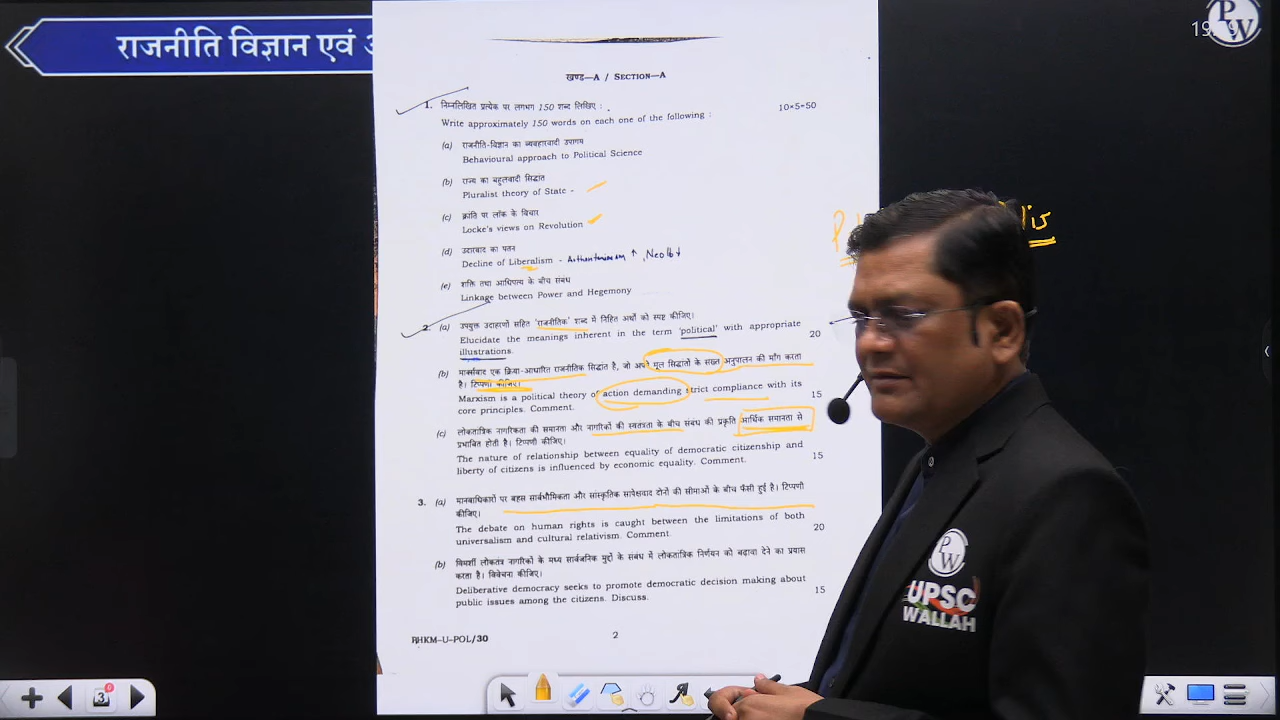 राजनीति विज्ञान एवं
PW
खण्ड—A / SECTION—A
1. निम्नलिखित प्रत्येक पर लगभग 150 शब्द लिखिए :
10×5=50
Write approximately 150 words on each one of the following :
(a) राजनीति-विज्ञान का व्यवहारवादी उपागम
Behavioural approach to Political Science
(b) राज्य का बहुलवादी सिद्धांत
Pluralist theory of State -
(c) क्रांति पर लॉक के विचार
Locke's views on Revolution
(d) उदारवाद का पतन
Decline of Liberalism -
(e) शक्ति तथा आधिपत्य के बीच संबंध
Linkage between Power and Hegemony
2. (a) उपयुक्त उदाहरणों सहित 'राजनीतिक' शब्द में निहित अर्थों को स्पष्ट कीजिए।
Elucidate the meanings inherent in the term 'political' with appropriate
illustrations.
20
(b) मार्क्सवाद एक क्रिया-आधारित राजनीतिक सिद्धांत है, जो अपने मूल सिद्धांतों के सख्त अनुपालन की माँग करता
है। टिप्पणी कीजिए।
Marxism is a political theory of action demanding strict compliance with its
core principles. Comment.
15
(c) लोकतांत्रिक नागरिकता की समानता और नागरिकों की स्वतंत्रता के बीच संबंध की प्रकृति आर्थिक समानता से
प्रभावित होती है। टिप्पणी कीजिए।
The nature of relationship between equality of democratic citizenship and
liberty of citizens is influenced by economic equality. Comment.
15
3. (a) मानवाधिकारों पर बहस सार्वभौमिकता और सांस्कृतिक सापेक्षवाद दोनों की सीमाओं के बीच फँसी हुई है। टिप्पणी
कीजिए।
The debate on human rights is caught between the limitations of both
universalism and cultural relativism. Comment.
20
(b) विमर्शी लोकतंत्र नागरिकों के मध्य सार्वजनिक मुद्दों के संबंध में लोकतांत्रिक निर्णयन को बढ़ावा देने का प्रयास
करता है। विवेचना कीजिए।
Deliberative democracy seeks to promote democratic decision making about
public issues among the citizens. Discuss.
15
RHKM-U-POL/30
2
PW
UPSC
WALLAH
3